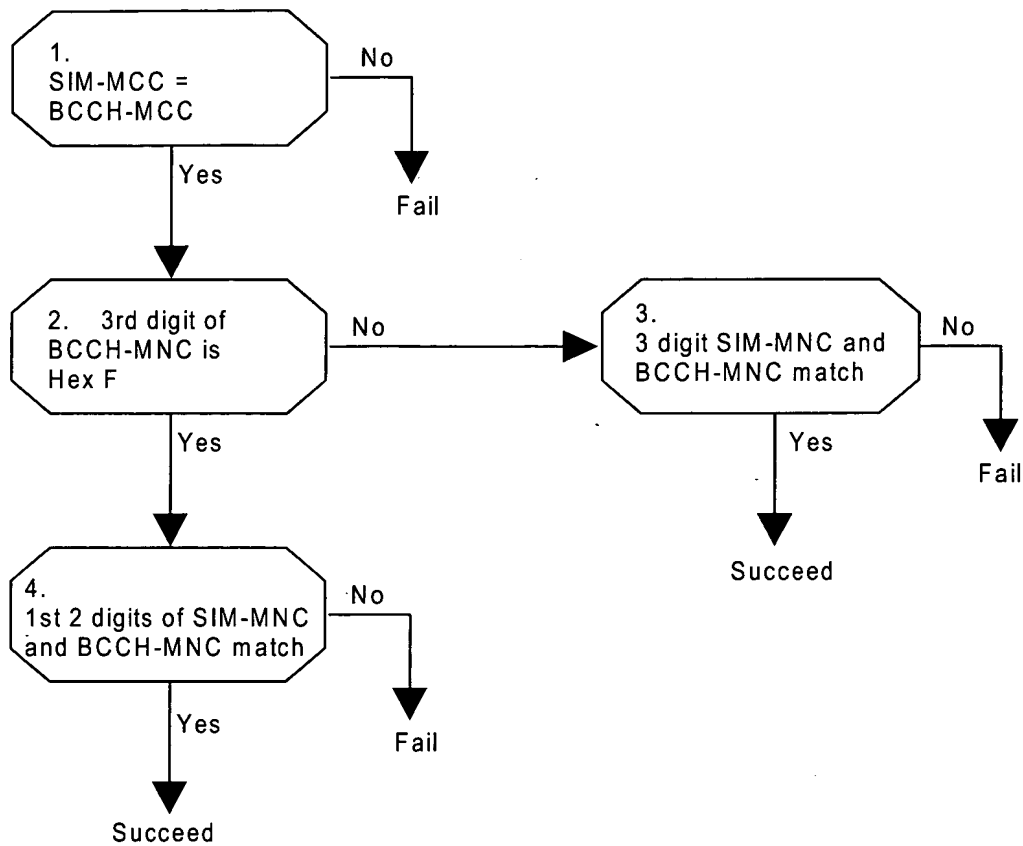 1.
SIM-MCC =
BCCH-MCC
No
Fail
Yes
2. 3rd digit of
BCCH-MNC is
Hex F
No
3.
3 digit SIM-MNC and
BCCH-MNC match
No
Fail
Yes
Succeed
Yes
4.
1st 2 digits of SIM-MNC
and BCCH-MNC match
No
Fail
Yes
Succeed